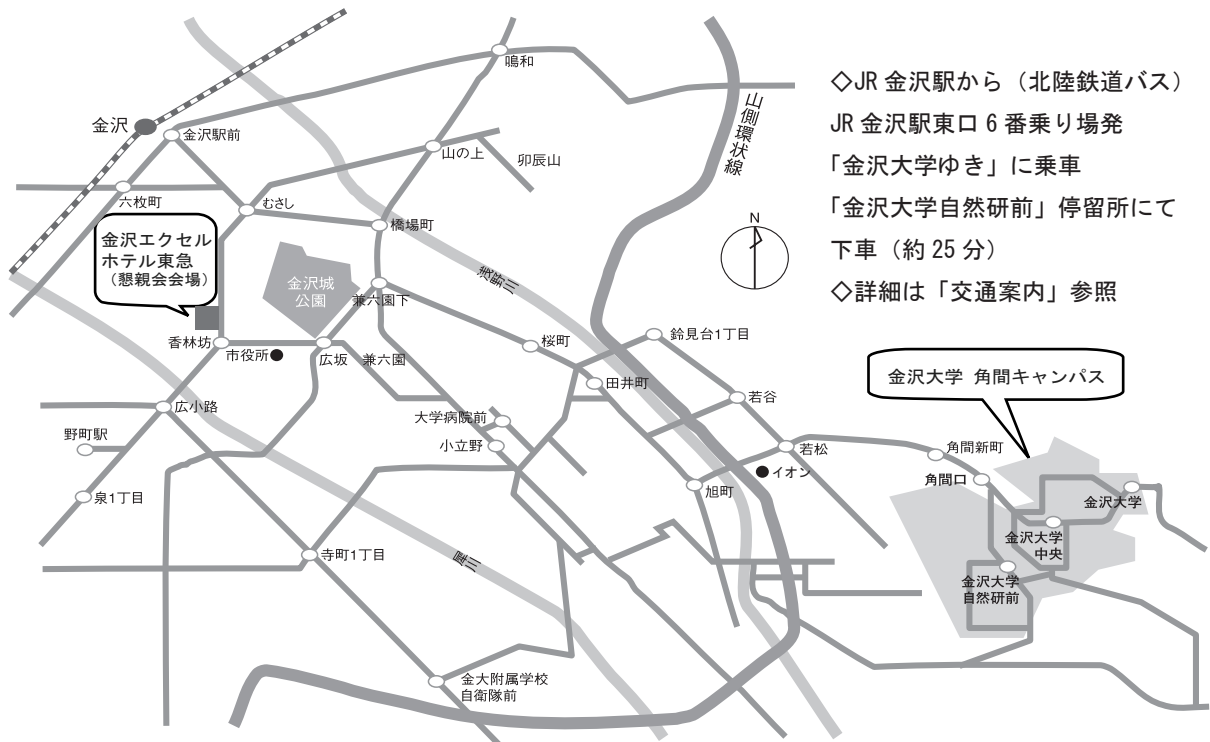 ◇JR 金沢駅から（北陸鉄道バス）
JR 金沢駅東口 6 番乗り場発
「金沢大学ゆき」に乗車
「金沢大学自然研前」停留所にて
下車（約 25 分）
◇詳細は「交通案内」参照
鳴和
金沢
金沢駅前
山の上
卯辰山
山側環状線
六枚町
むさし
橋場町
N
金沢エクセル
ホテル東急
（懇親会会場）
金沢城
公園
兼六園下
浅野川
香林坊
市役所
広坂
兼六園
桜町
鈴見台1丁目
田井町
若谷
金沢大学 角間キャンパス
広小路
野町駅
大学病院前
小立野
若松
イオン
角間新町
角間口
旭町
泉1丁目
金沢大学
金沢大学
中央
寺町1丁目
犀川
金沢大学
自然研前
金大附属学校
自衛隊前